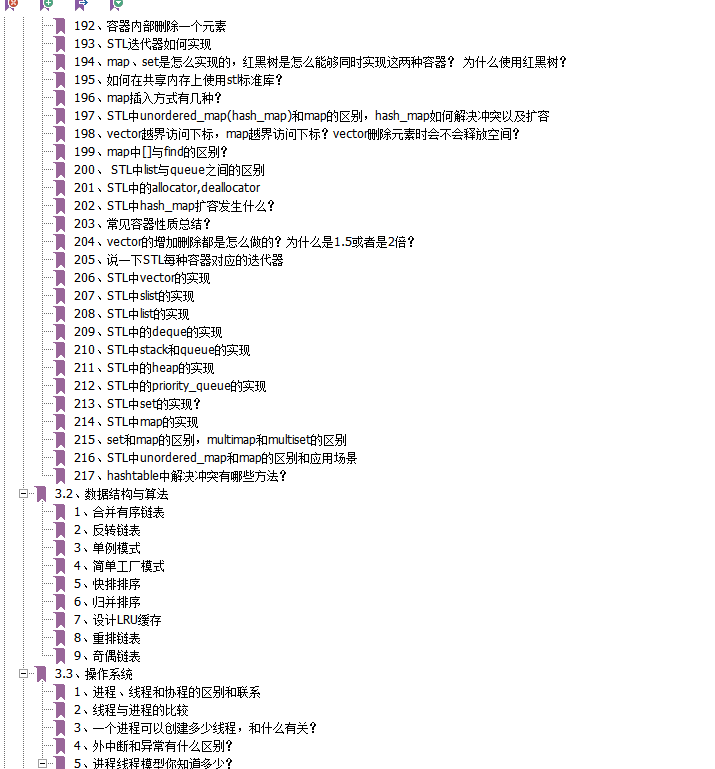 192、容器内部删除一个元素
193、STL迭代器如何实现
194、map、set是怎么实现的，红黑树是怎么能够同时实现这两种容器？ 为什么使用红黑树？
195、如何在共享内存上使用stl标准库？
196、map插入方式有几种？
197、STL中unordered_map(hash_map)和map的区别，hash_map如何解决冲突以及扩容
198、vector越界访问下标，map越界访问下标？vector删除元素时会不会释放空间？
199、map中[]与find的区别？
200、 STL中list与queue之间的区别
201、STL中的allocator,deallocator
202、STL中hash_map扩容发生什么？
203、常见容器性质总结？
204、vector的增加删除都是怎么做的？为什么是1.5或者是2倍？
205、说一下STL每种容器对应的迭代器
206、STL中vector的实现
207、STL中slist的实现
208、STL中list的实现
209、STL中的deque的实现
210、STL中stack和queue的实现
211、STL中的heap的实现
212、STL中的priority_queue的实现
213、STL中set的实现？
214、STL中map的实现
215、set和map的区别，multimap和multiset的区别
216、STL中unordered_map和map的区别和应用场景
217、hashtable中解决冲突有哪些方法？
3.2、数据结构与算法
1、合并有序链表
2、反转链表
3、单例模式
4、简单工厂模式
5、快排排序
6、归并排序
7、设计LRU缓存
8、重排链表
9、奇偶链表
3.3、操作系统
1、进程、线程和协程的区别和联系
2、线程与进程的比较
3、一个进程可以创建多少线程，和什么有关？
4、外中断和异常有什么区别？
5、进程线程模型你知道多少？